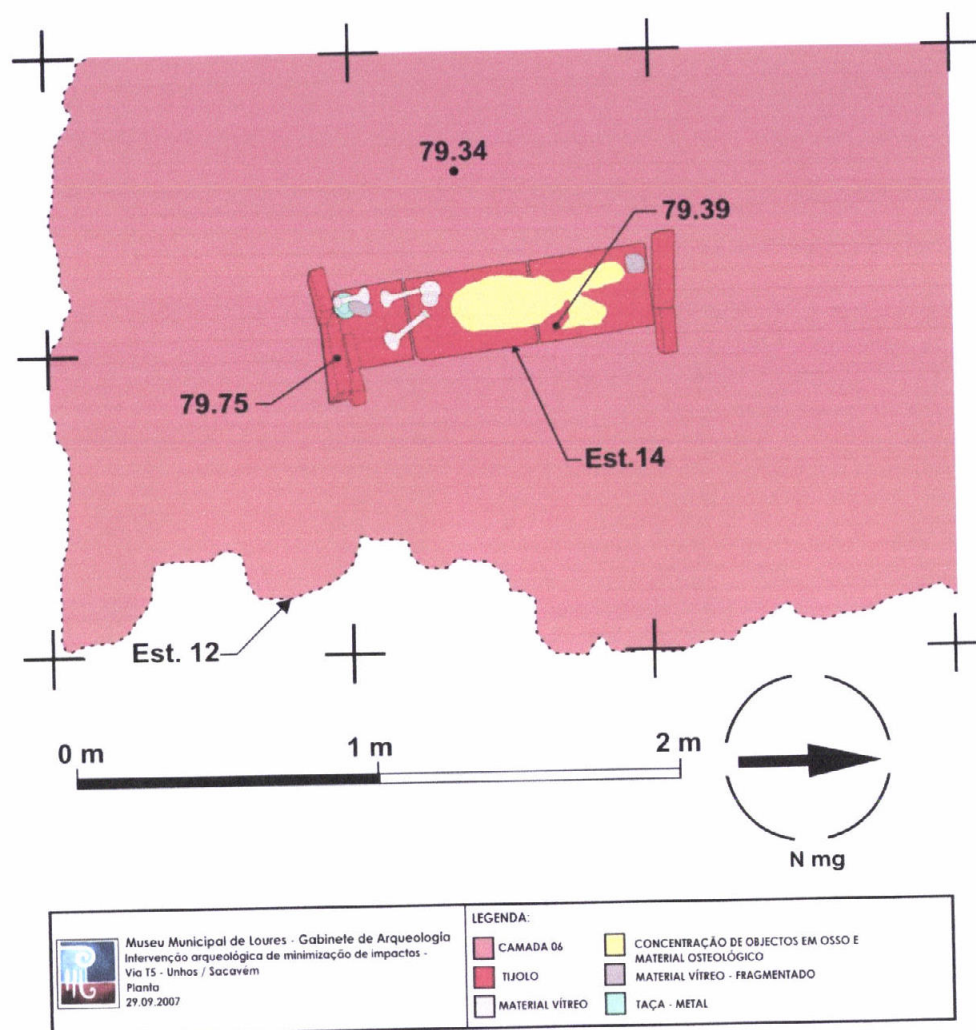 79.34
79.39
79.75
Est.14
Est. 12
0 m
1 m
2 m
N mg
Museu Municipal de Loures - Gabinete de Arqueologia
Intervenção arqueológica de minimização de impactos -
Via T5 - Unhos / Sacavém
Planta
29.09.2007
LEGENDA:
CAMADA 06
TIJOLO
MATERIAL VÍTREO
CONCENTRAÇÃO DE OBJECTOS EM OSSO E
MATERIAL OSTEOLÓGICO
MATERIAL VÍTREO - FRAGMENTADO
TAÇA - METAL